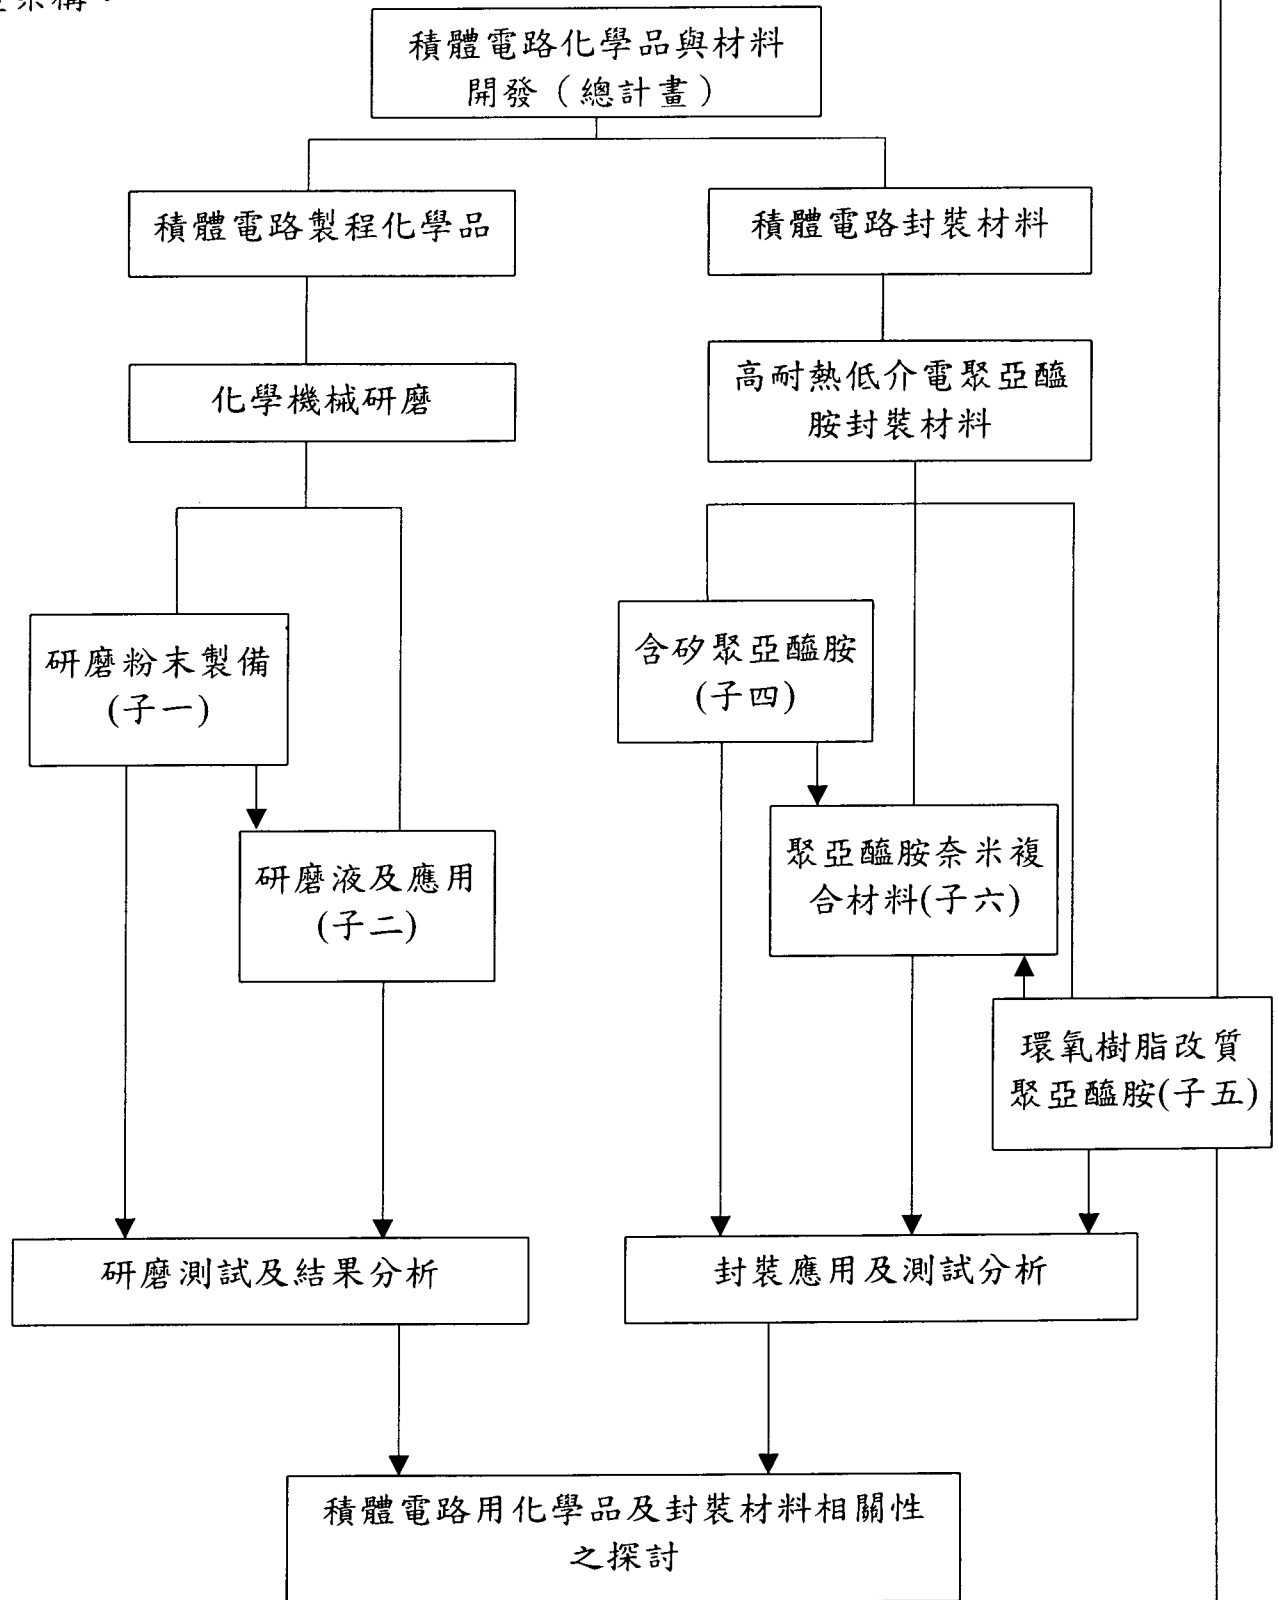 架構：
積體電路化學品與材料
開發（總計畫）
積體電路製程化學品
積體電路封裝材料
化學機械研磨
高耐熱低介電聚亞醯
胺封裝材料
研磨粉末製備
(子一)
含矽聚亞醯胺
(子四)
研磨液及應用
(子二)
聚亞醯胺奈米複
合材料(子六)
環氧樹脂改質
聚亞醯胺(子五)
研磨測試及結果分析
封裝應用及測試分析
積體電路用化學品及封裝材料相關性
之探討